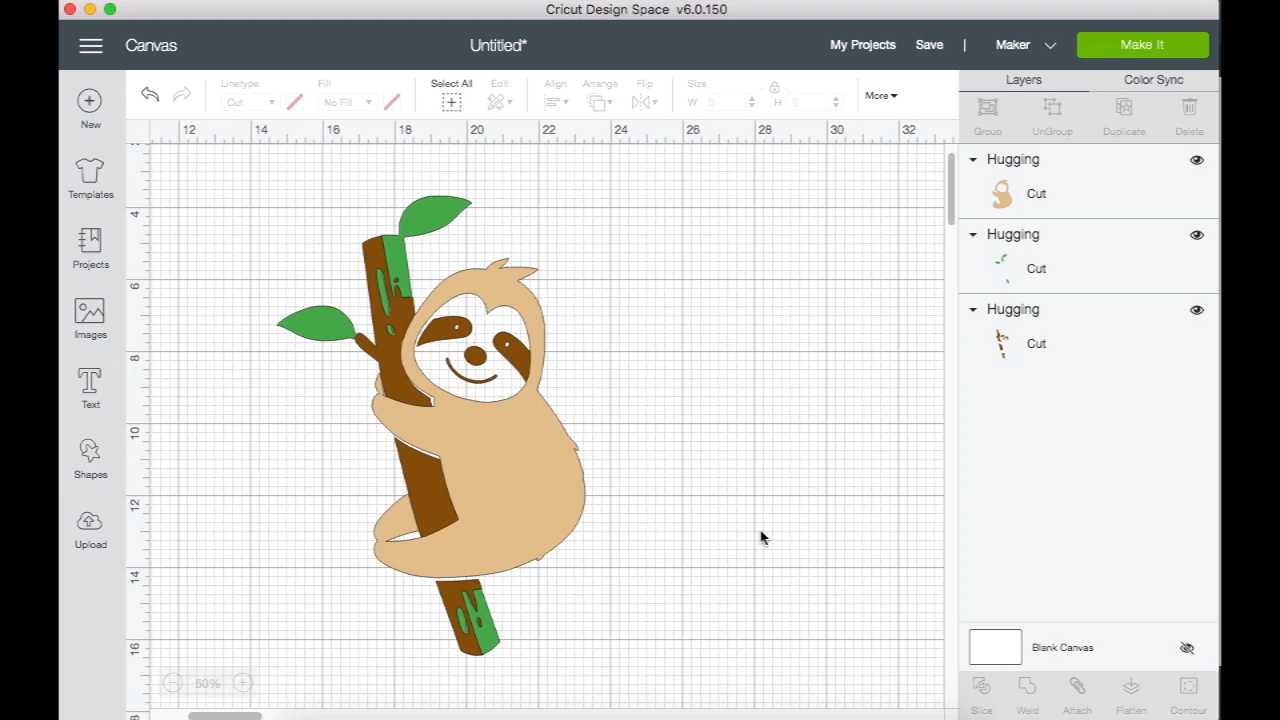 Cricut Design Space v6.0.150
Canvas
Untitled*
My Projects Save | Maker Make It
Linetype Fill Select All Edit Align Arrange Flip Size
Cut No Fill W 0 H 0 More
Layers Color Sync
Group UnGroup Duplicate Delete
New
Templates
Projects
Images
Text
Shapes
Upload
12 14 16 18 20 22 24 26 28 30 32
4
6
8
10
12
14
16
50%
Hugging
Cut
Hugging
Cut
Hugging
Cut
Blank Canvas
Slice Weld Attach Flatten Contour